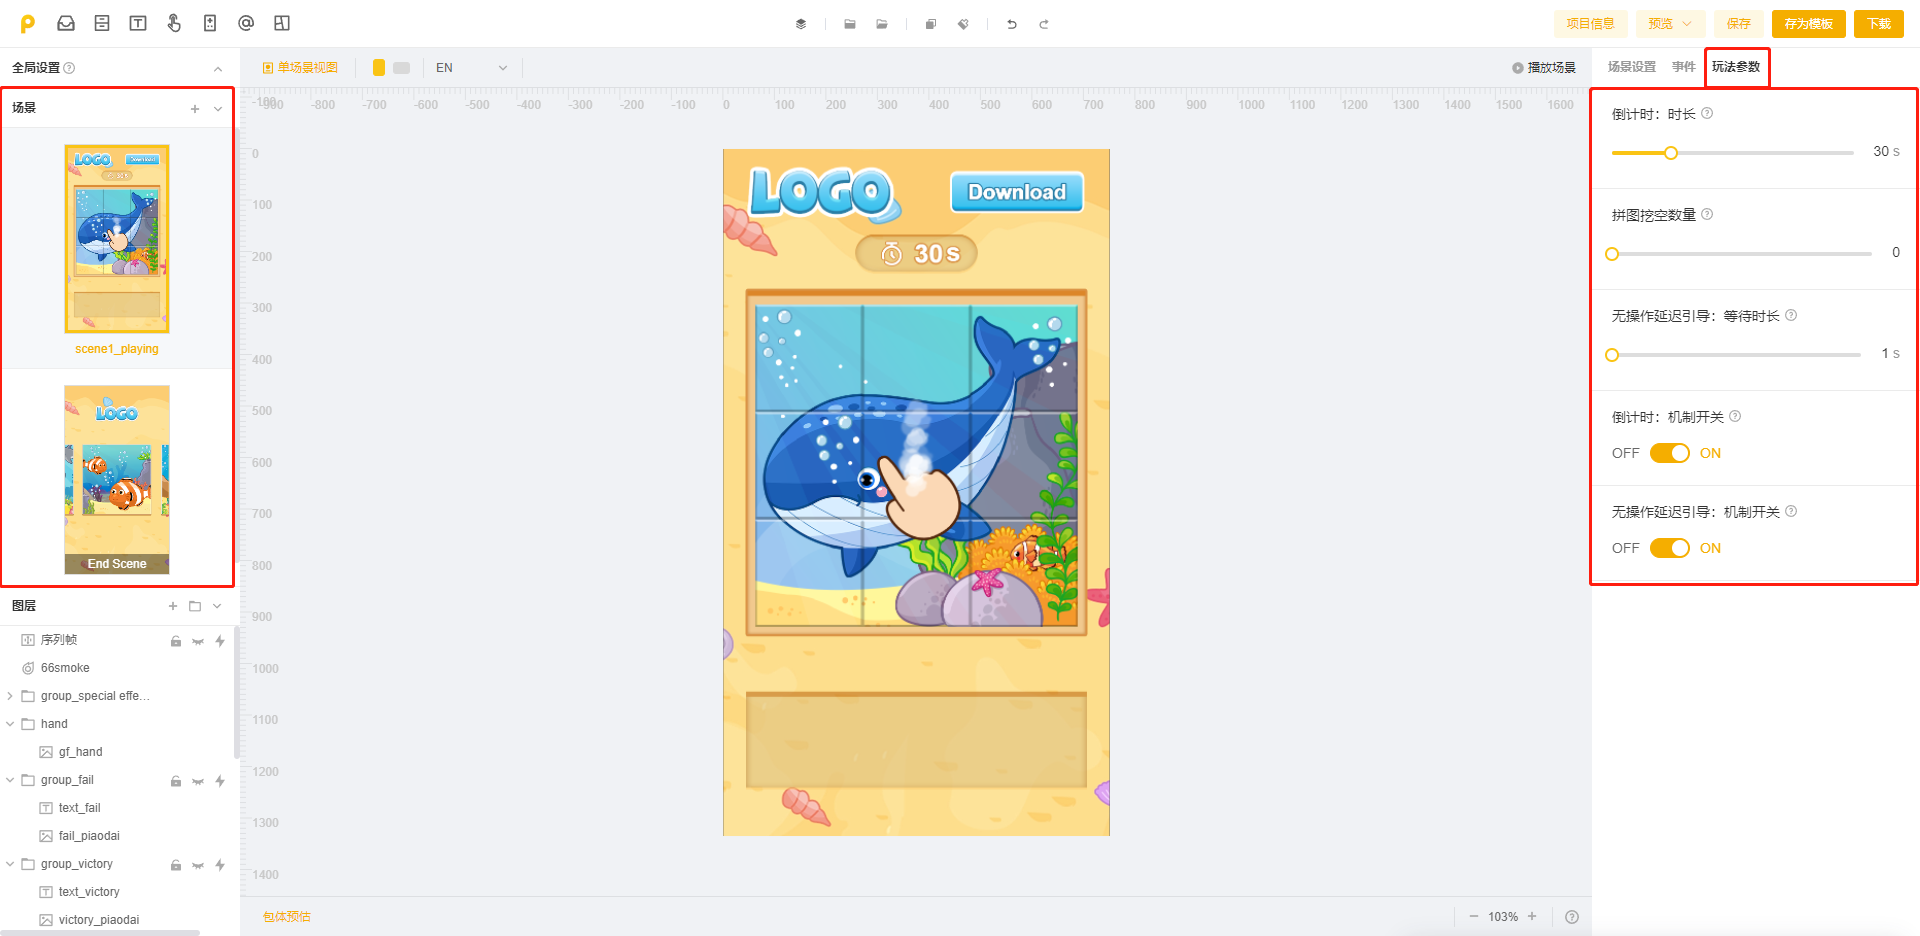 项目信息
预览
保存
存为模板
下载
全局设置
单场景视图
EN
播放场景
场景设置
事件
玩法参数
场景
-100
-900 -800 -700 -600 -500 -400 -300 -200 -100 0 100 200 300 400 500 600 700 800 900 1000 1100 1200 1300 1400 1500 1600
LOGO
Download
30s
scene1_playing
LOGO
End Scene
图层
序列帧
66smoke
group_special effe...
hand
gf_hand
group_fail
text_fail
fail_piaodai
group_victory
text_victory
victory_piaodai
0
100
200
300
400
500
600
700
800
900
1000
1100
1200
1300
1400
LOGO
Download
30s
倒计时：时长
30 s
拼图挖空数量
0
无操作延迟引导：等待时长
1 s
倒计时：机制开关
OFF ON
无操作延迟引导：机制开关
OFF ON
包体预估
103%